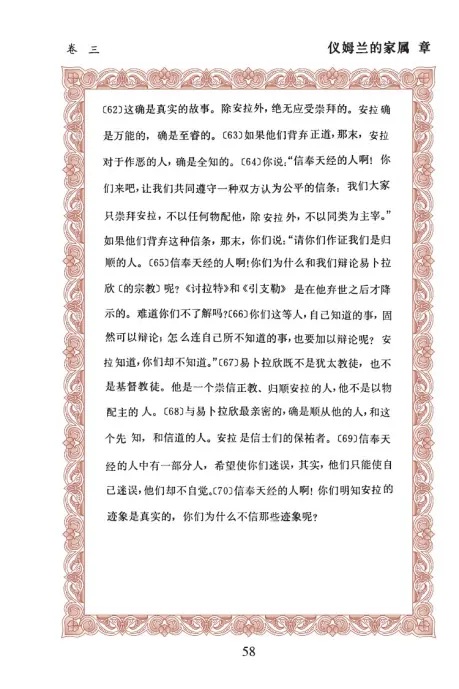 卷 三
仪姆兰的家属 章
〔62〕这确是真实的故事。除安拉外，绝无应受崇拜的。安拉确
是万能的，确是至睿的。〔63〕如果他们背弃正道，那末，安拉
对于作恶的人，确是全知的。〔64〕你说：“信奉天经的人啊！你
们来吧，让我们共同遵守一种双方认为公平的信条：我们大家
只崇拜安拉，不以任何物配他，除安拉外，不以同类为主宰。”
如果他们背弃这种信条，那末，你们说：“请你们作证我们是归
顺的人。〔65〕信奉天经的人啊！你们为什么和我们辩论易卜拉
欣〔的宗教〕呢？《讨拉特》和《引支勒》是在他弃世之后才降
示的。难道你们不了解吗？〔66〕你们这等人，自己知道的事，固
然可以辩论；怎么连自己所不知道的事，也要加以辩论呢？安
拉知道，你们却不知道。”〔67〕易卜拉欣既不是犹太教徒，也不
是基督教徒。他是一个崇信正教、归顺安拉的人，他不是以物
配主的人。〔68〕与易卜拉欣最亲密的，确是顺从他的人，和这
个先知，和信道的人。安拉是信士们的保祐者。〔69〕信奉天
经的人中有一部分人，希望使你们迷误，其实，他们只能使自
己迷误，他们却不自觉。〔70〕信奉天经的人啊！你们明知安拉的
迹象是真实的，你们为什么不信那些迹象呢？
58